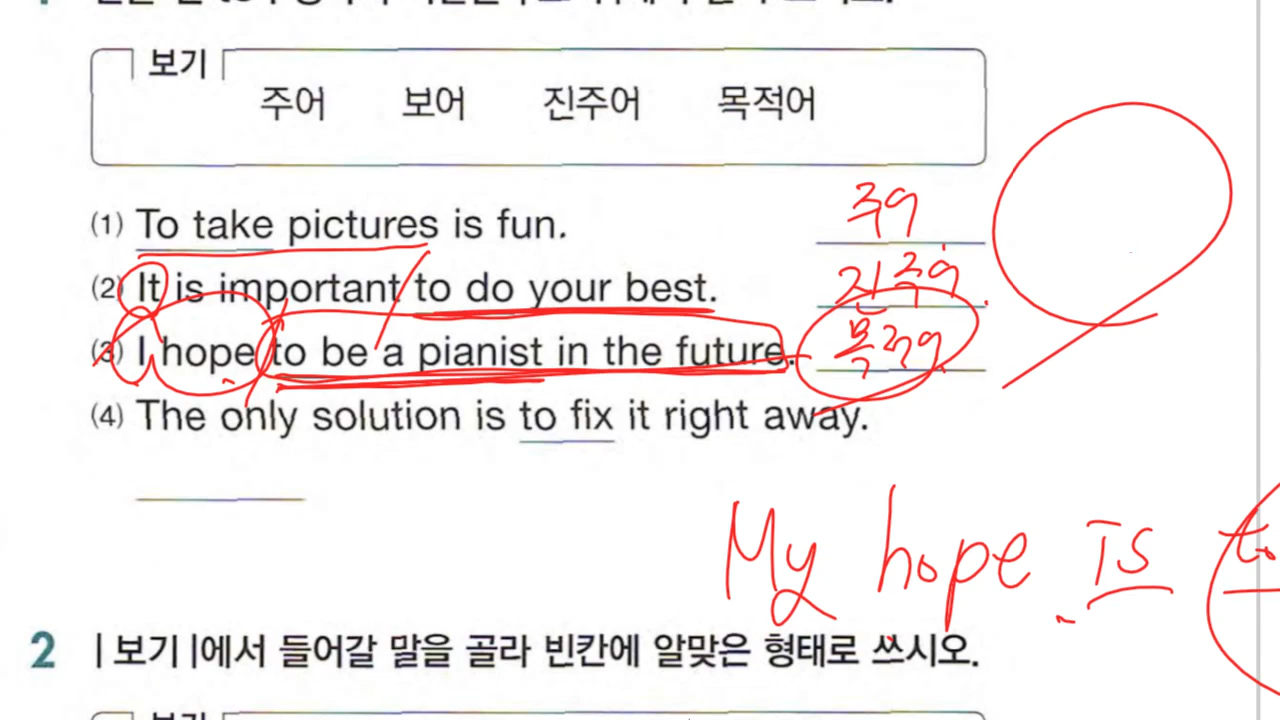 보기
주어 보어 진주어 목적어
(1) To take pictures is fun. 주어
(2) It is important to do your best. 진주어
(3) I hope to be a pianist in the future. 목적어
(4) The only solution is to fix it right away.
My hope is to
2 |보기|에서 들어갈 말을 골라 빈칸에 알맞은 형태로 쓰시오.